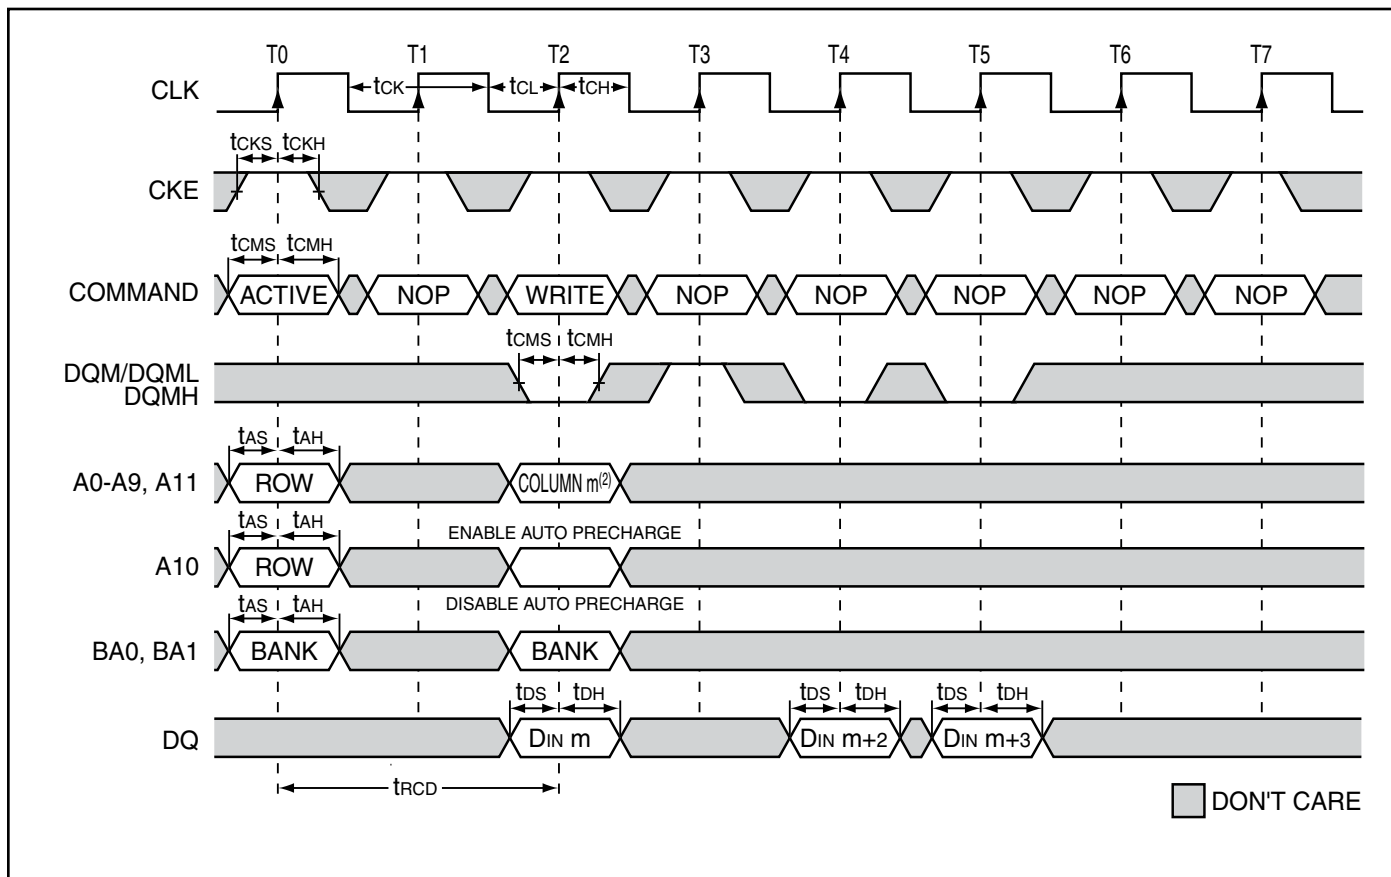 T0 T1 T2 T3 T4 T5 T6 T7
CLK tCK tCL tCH
tCKS tCKH
CKE
tCMS tCMH
COMMAND ACTIVE NOP WRITE NOP NOP NOP NOP NOP
tCMS tCMH
DQM/DQML
DQMH
tAS tAH
A0-A9, A11 ROW COLUMN m(2)
tAS tAH ENABLE AUTO PRECHARGE
A10 ROW
tAS tAH DISABLE AUTO PRECHARGE
BA0, BA1 BANK BANK
tDS tDH tDS tDH tDS tDH
DQ DIN m DIN m+2 DIN m+3
tRCD
DON'T CARE